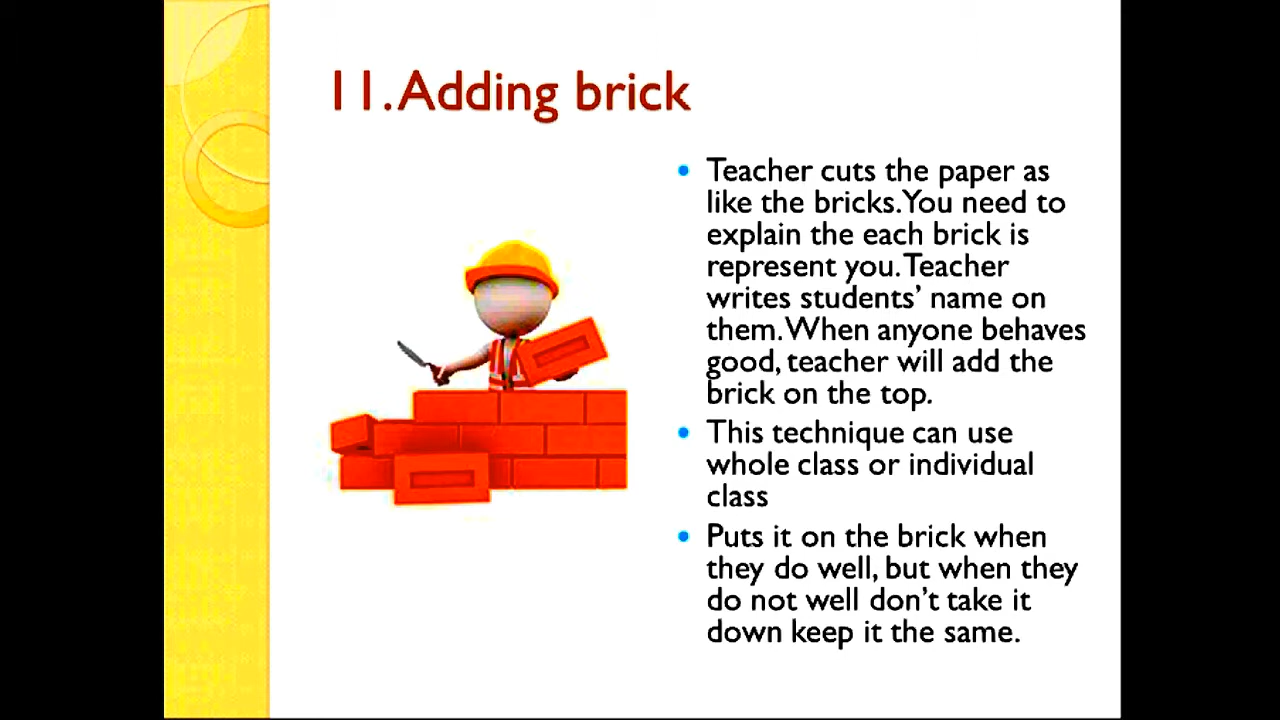 11. Adding brick
• Teacher cuts the paper as
like the bricks. You need to
explain the each brick is
represent you. Teacher
writes students’ name on
them. When anyone behaves
good, teacher will add the
brick on the top.
• This technique can use
whole class or individual
class
• Puts it on the brick when
they do well, but when they
do not well don’t take it
down keep it the same.